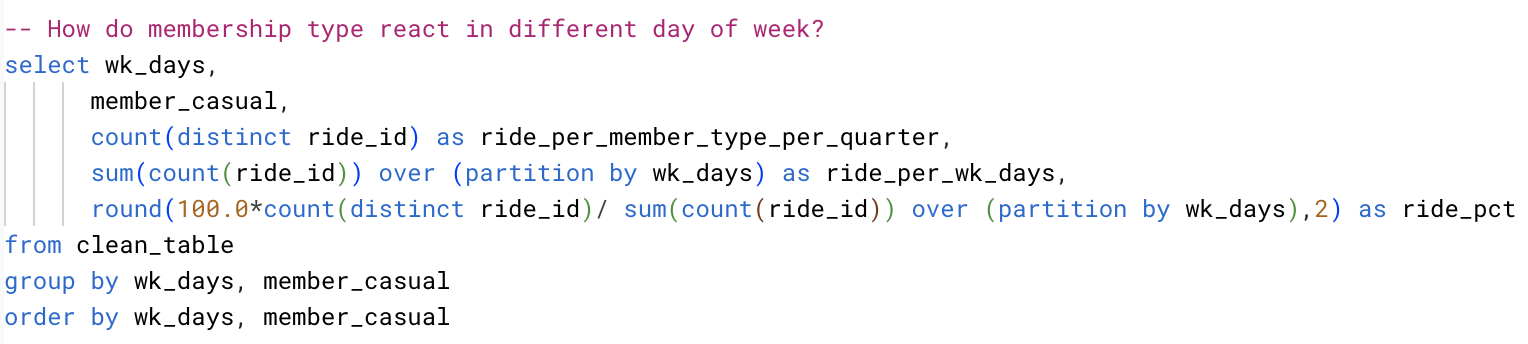 -- How do membership type react in different day of week?
select wk_days,
member_casual,
count(distinct ride_id) as ride_per_member_type_per_quarter,
sum(count(ride_id)) over (partition by wk_days) as ride_per_wk_days,
round(100.0*count(distinct ride_id)/ sum(count(ride_id)) over (partition by wk_days),2) as ride_pct
from clean_table
group by wk_days, member_casual
order by wk_days, member_casual